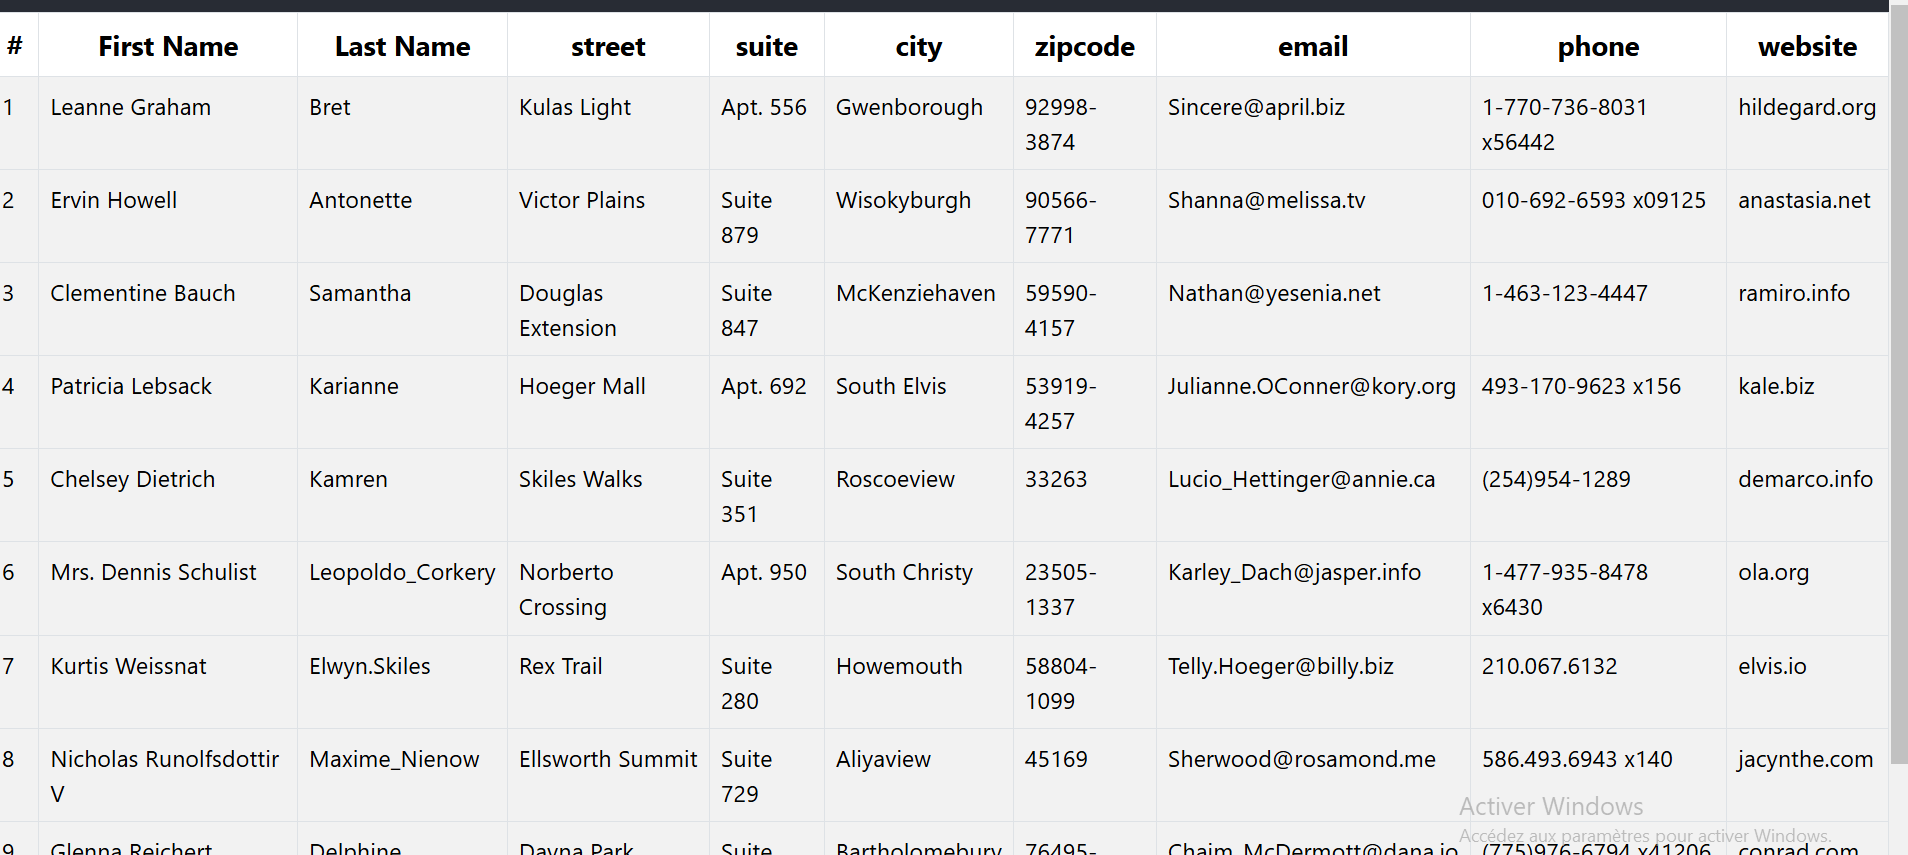 # First Name Last Name street suite city zipcode email phone website
1 Leanne Graham Bret Kulas Light Apt. 556 Gwenborough 92998- Sincere@april.biz 1-770-736-8031 hildegard.org
3874 x56442
2 Ervin Howell Antonette Victor Plains Suite Wisokyburgh 90566- Shanna@melissa.tv 010-692-6593 x09125 anastasia.net
879 7771
3 Clementine Bauch Samantha Douglas Suite McKenziehaven 59590- Nathan@yesenia.net 1-463-123-4447 ramiro.info
Extension 847 4157
4 Patricia Lebsack Karianne Hoeger Mall Apt. 692 South Elvis 53919- Julianne.OConner@kory.org 493-170-9623 x156 kale.biz
4257
5 Chelsey Dietrich Kamren Skiles Walks Suite Roscoeview 33263 Lucio_Hettinger@annie.ca (254)954-1289 demarco.info
351
6 Mrs. Dennis Schulist Leopoldo_Corkery Norberto Apt. 950 South Christy 23505- Karley_Dach@jasper.info 1-477-935-8478 ola.org
Crossing 1337 x6430
7 Kurtis Weissnat Elwyn.Skiles Rex Trail Suite Howemouth 58804- Telly.Hoeger@billy.biz 210.067.6132 elvis.io
280 1099
8 Nicholas Runolfsdottir Maxime_Nienow Ellsworth Summit Suite Aliyaview 45169 Sherwood@rosamond.me 586.493.6943 x140 jacynthe.com
V 729
Activer Windows
Accédez aux paramètres pour activer Windows.
9 Glenna Reichert Delphine Dayna Park Suite Bartholomebury 76495- Chaim_McDermott@dana.io (775)976-6794 x41206 conrad.com